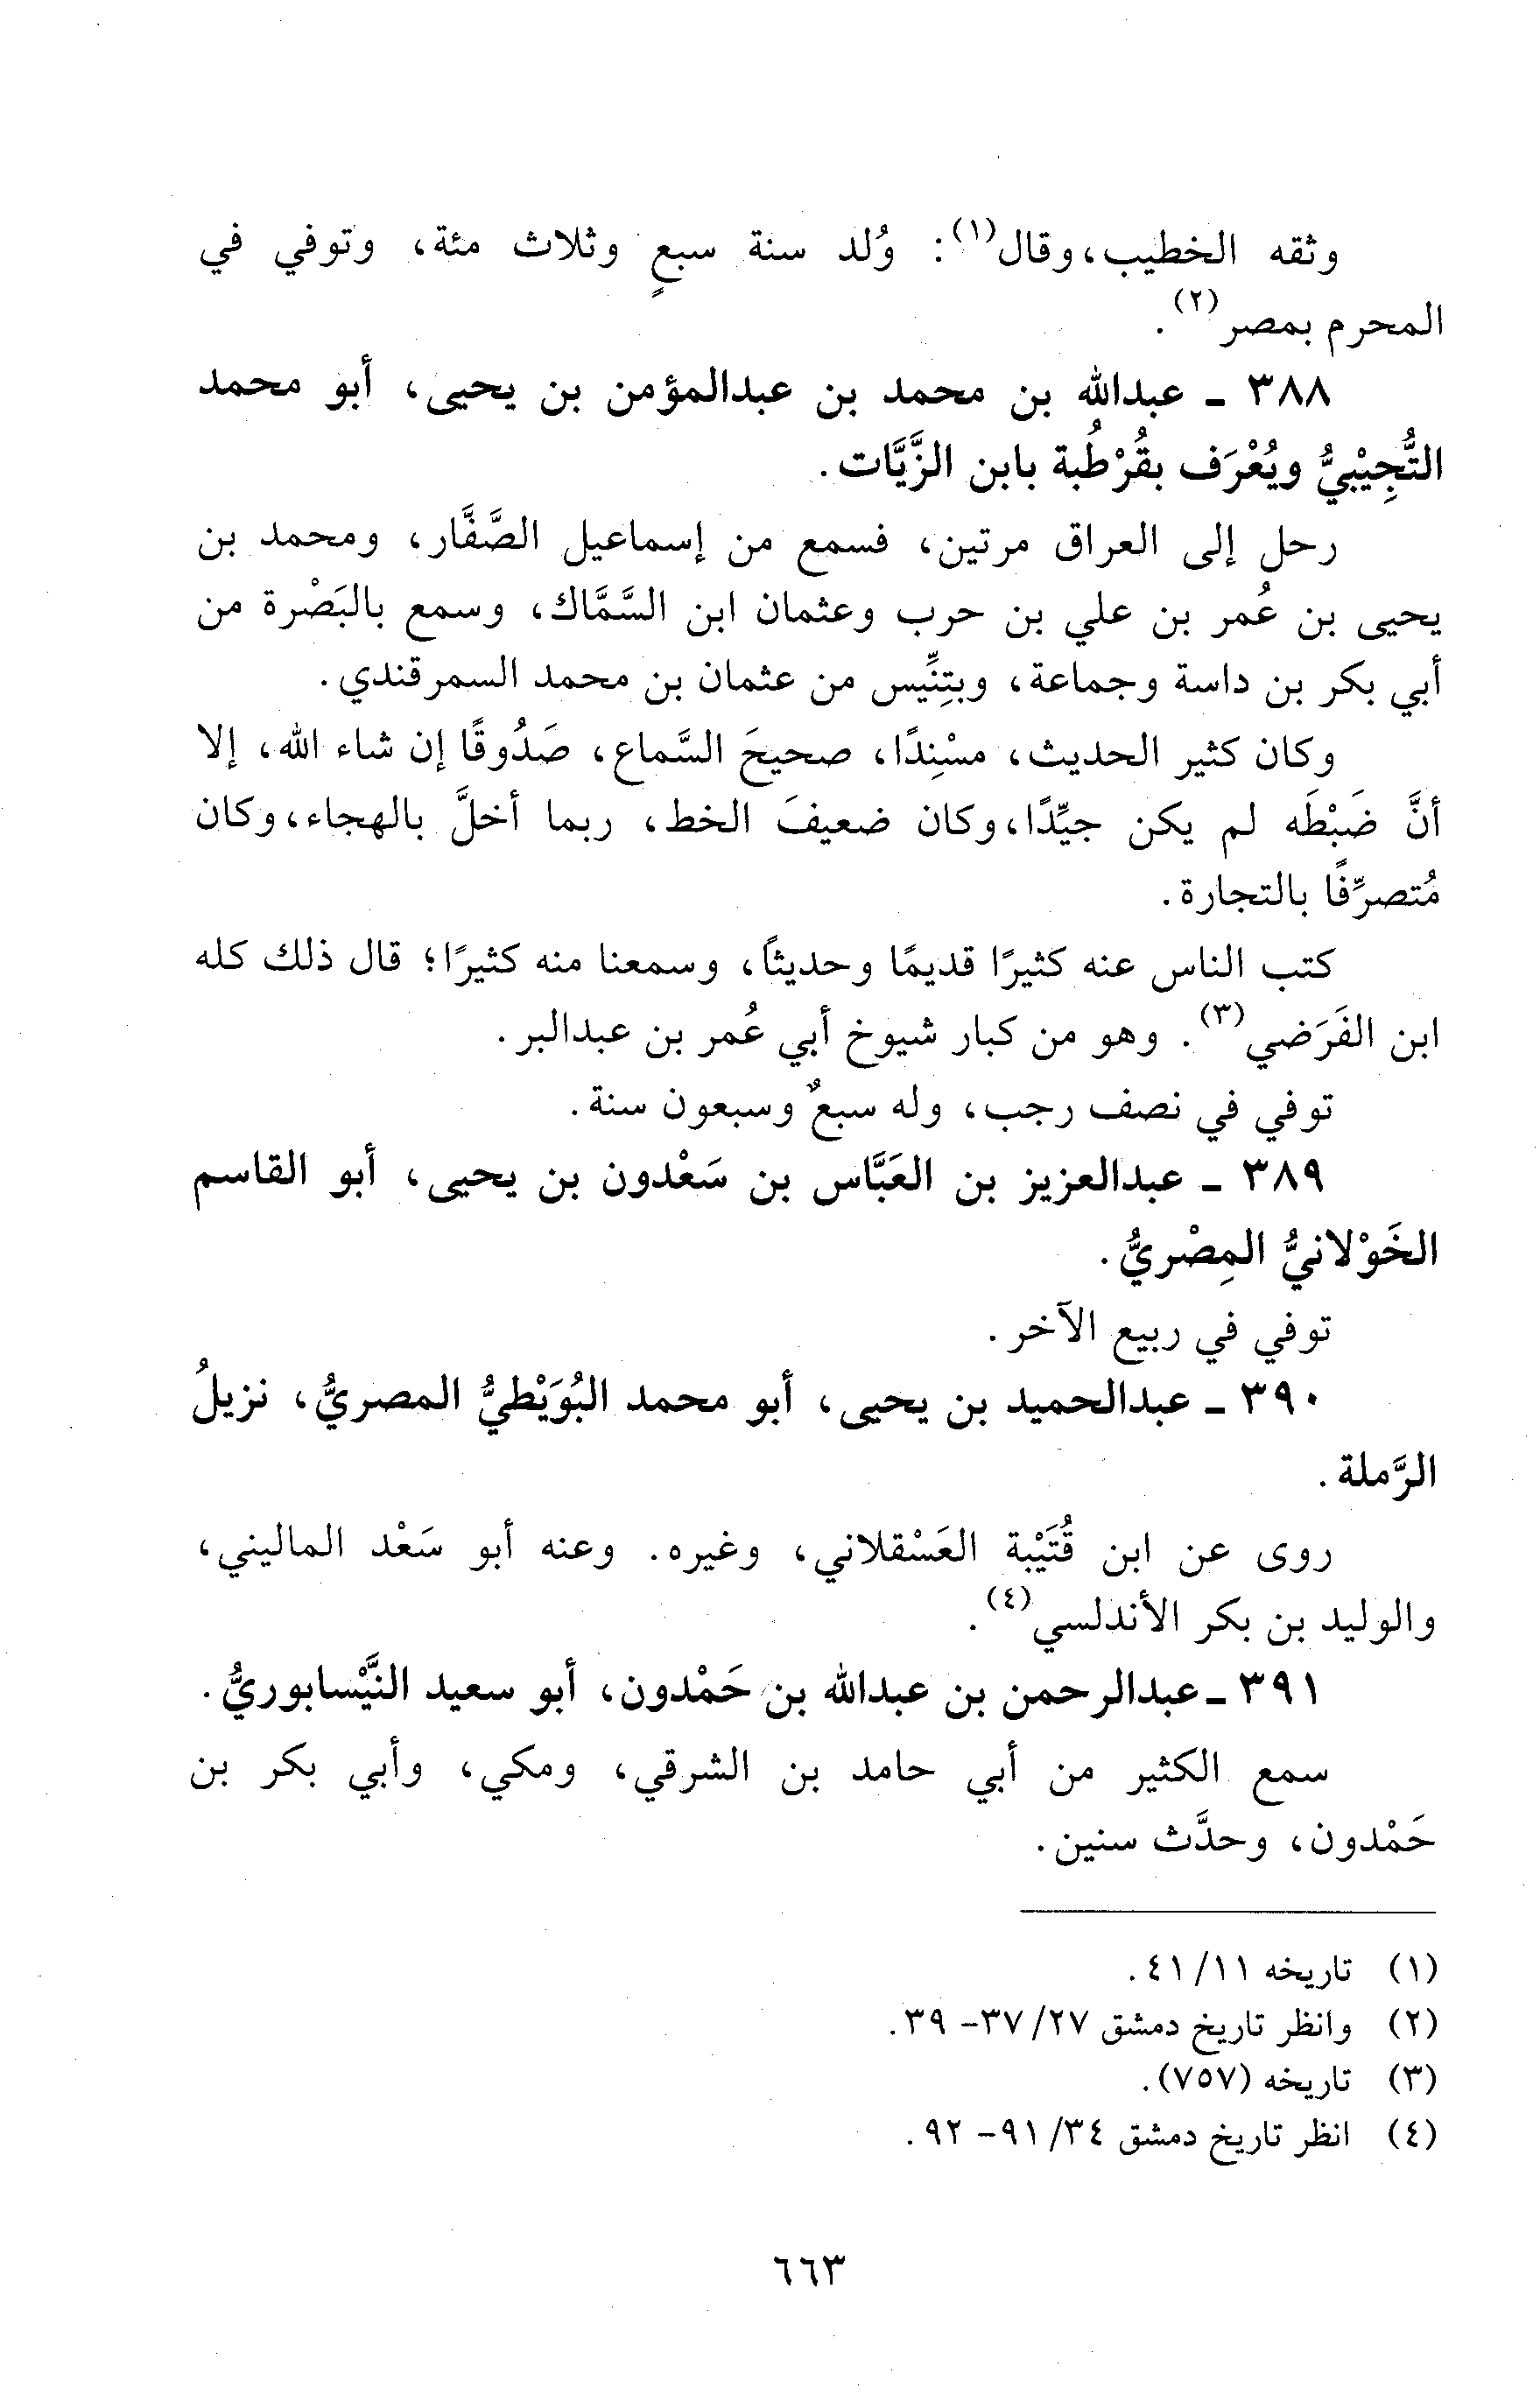 وثقه الخطيب، وقال(١): وُلد سنة سبعٍ وثلاث مئة، وتوفي في
المحرم بمصر(٢).
٣٨٨ ـ عبدالله بن محمد بن عبدالمؤمن بن يحيى، أبو محمد
التُّجِيْبيُّ ويُعْرَف بقُرْطُبة بابن الزَّيَّات.
رحل إلى العراق مرتين، فسمع من إسماعيل الصَّفَّار، ومحمد بن
يحيى بن عُمر بن علي بن حرب وعثمان ابن السَّمَّاك، وسمع بالبَصْرة من
أبي بكر بن داسة وجماعة، وبتِنِّيس من عثمان بن محمد السمرقندي.
وكان كثير الحديث، مسْنِدًا، صحيحَ السَّماع، صَدُوقًا إن شاء الله، إلا
أنَّ ضَبْطَه لم يكن جيِّدًا، وكان ضعيفَ الخط، ربما أخلَّ بالهجاء، وكان
مُتصرِّفًا بالتجارة.
كتب الناس عنه كثيرًا قديمًا وحديثًا، وسمعنا منه كثيرًا؛ قال ذلك كله
ابن الفَرَضي(٣). وهو من كبار شيوخ أبي عُمر بن عبدالبر.
توفي في نصف رجب، وله سبعٌ وسبعون سنة.
٣٨٩ ـ عبدالعزيز بن العَبَّاس بن سَعْدون بن يحيى، أبو القاسم
الخَوْلانيُّ المِصْريُّ.
توفي في ربيع الآخر.
٣٩٠ ـ عبدالحميد بن يحيى، أبو محمد البُوَيْطيُّ المصريُّ، نزيلُ
الرَّملة.
روى عن ابن قُتَيْبة العَسْقلاني، وغيره. وعنه أبو سَعْد الماليني،
والوليد بن بكر الأندلسي(٤).
٣٩١ ـ عبدالرحمن بن عبدالله بن حَمْدون، أبو سعيد النَّيْسابوريُّ.
سمع الكثير من أبي حامد بن الشرقي، ومكي، وأبي بكر بن
حَمْدون، وحدَّث سنين.
(١) تاريخه ١١/ ٤١.
(٢) وانظر تاريخ دمشق ٢٧/ ٣٧- ٣٩.
(٣) تاريخه (٧٥٧).
(٤) انظر تاريخ دمشق ٣٤/ ٩١- ٩٢.
٦٦٣